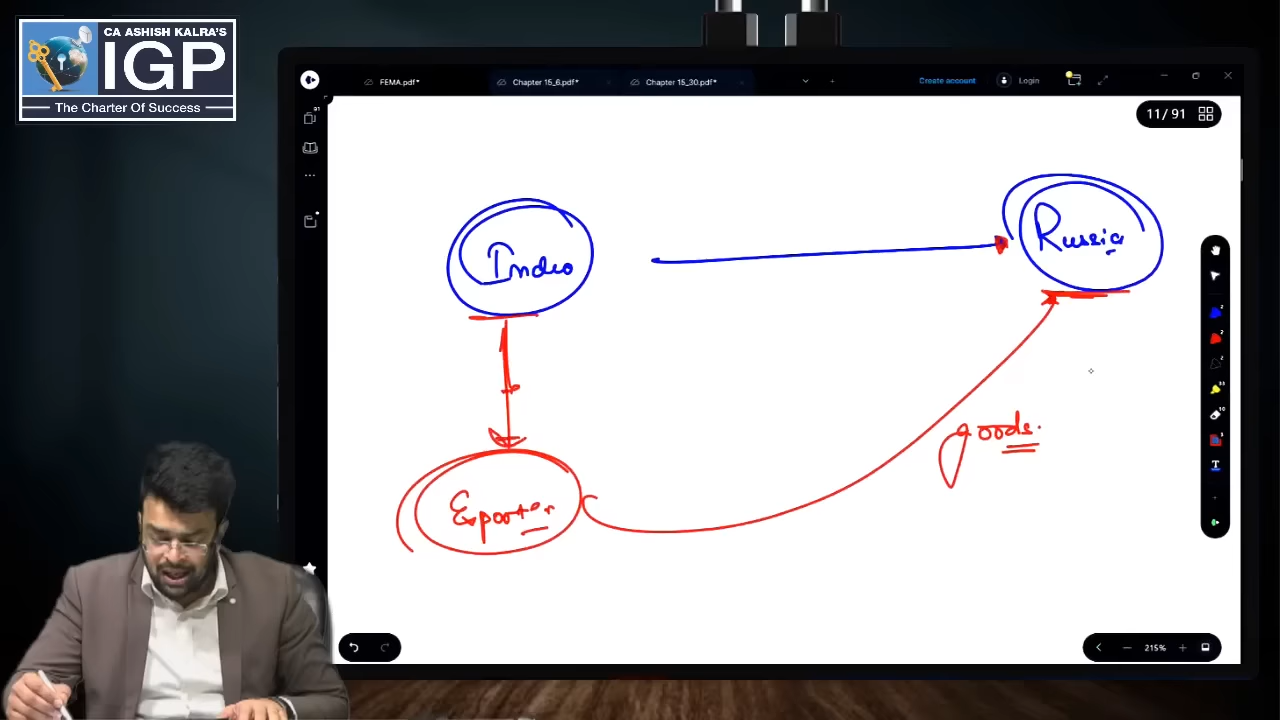 CA ASHISH KALRA'S
IGP
The Charter Of Success
FEMA.pdf*
Chapter 15_6.pdf*
Chapter 15_30.pdf*
Create account
Login
91
11 / 91
India
Russia
goods.
Exporter
T
215%